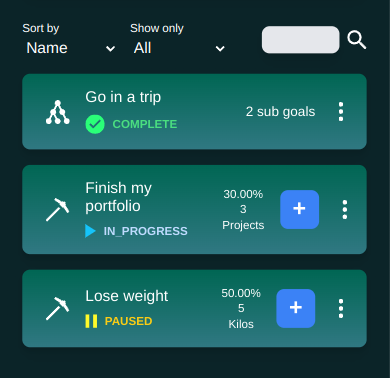 Sort by
Show only
Name
All
Go in a trip
COMPLETE
2 sub goals
Finish my
portfolio
IN_PROGRESS
30.00%
3
Projects
+
Lose weight
PAUSED
50.00%
5
Kilos
+